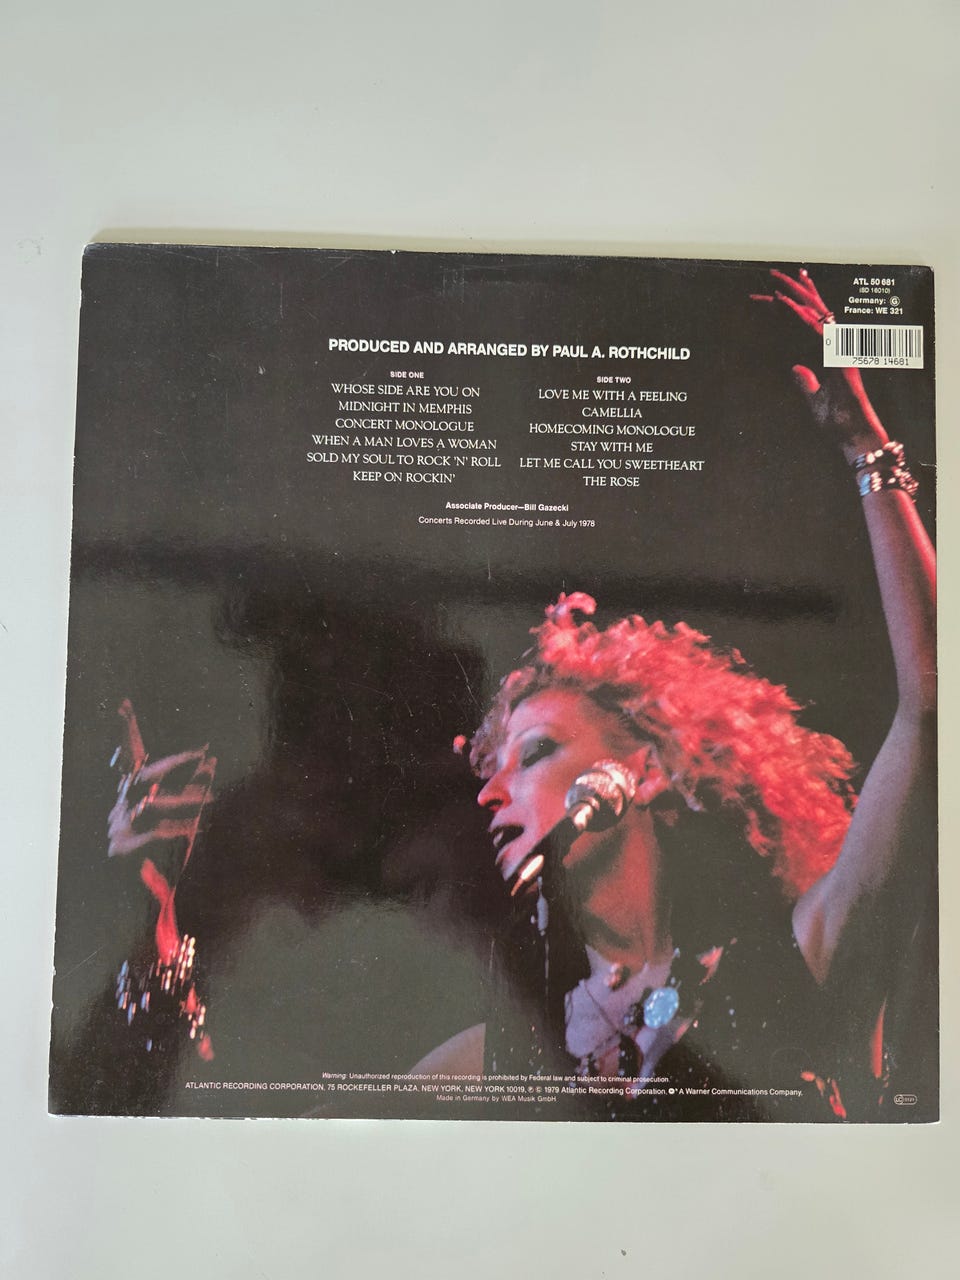 ATL 50 681
(SD 16010)
Germany: G
France: WE 321
0 75678 14681
PRODUCED AND ARRANGED BY PAUL A. ROTHCHILD
SIDE ONE
WHOSE SIDE ARE YOU ON
MIDNIGHT IN MEMPHIS
CONCERT MONOLOGUE
WHEN A MAN LOVES A WOMAN
SOLD MY SOUL TO ROCK 'N' ROLL
KEEP ON ROCKIN'
SIDE TWO
LOVE ME WITH A FEELING
CAMELLIA
HOMECOMING MONOLOGUE
STAY WITH ME
LET ME CALL YOU SWEETHEART
THE ROSE
Associate Producer—Bill Gazecki
Concerts Recorded Live During June & July 1978
Warning: Unauthorized reproduction of this recording is prohibited by Federal law and subject to criminal prosecution.
ATLANTIC RECORDING CORPORATION, 75 ROCKEFELLER PLAZA, NEW YORK, NEW YORK 10019, ℗ © 1979 Atlantic Recording Corporation, A Warner Communications Company.
Made in Germany by WEA Musik GmbH
LC